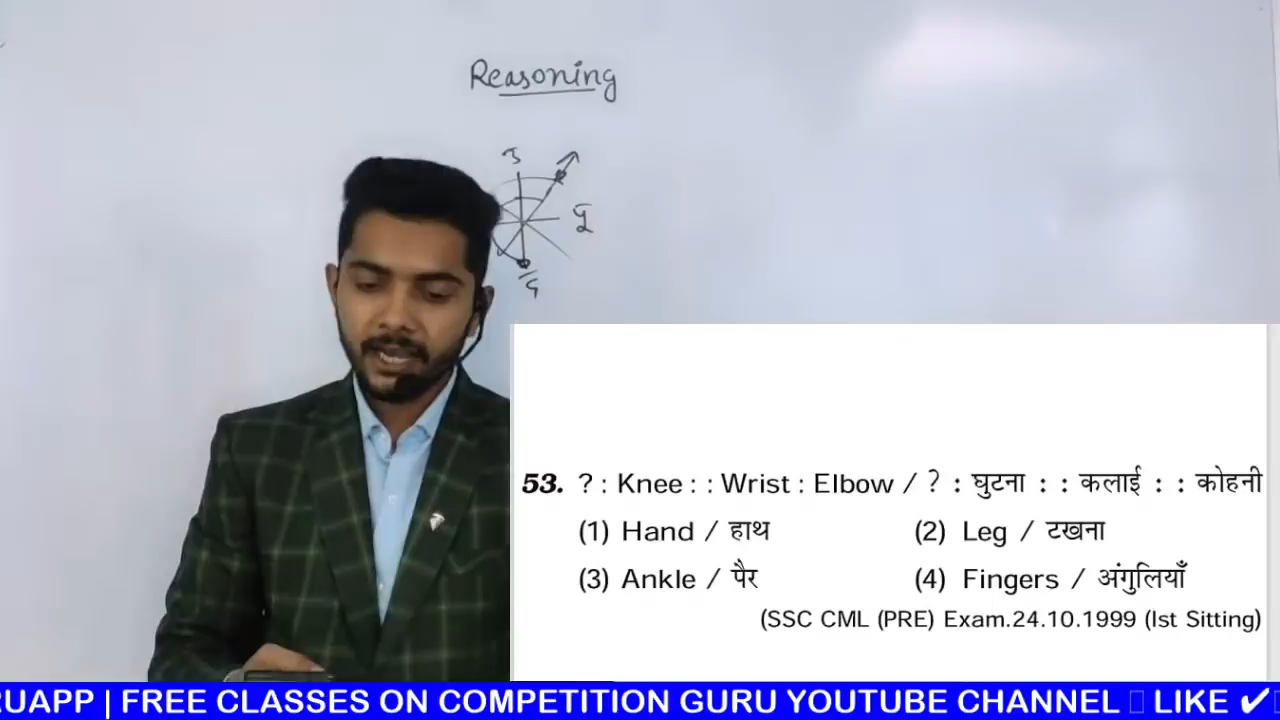 Reasoning
53. ? : Knee : : Wrist : Elbow / ? : घुटना : : कलाई : : कोहनी
(1) Hand / हाथ
(2) Leg / टखना
(3) Ankle / पैर
(4) Fingers / अंगुलियाँ
(SSC CML (PRE) Exam.24.10.1999 (Ist Sitting)
RUAPP | FREE CLASSES ON COMPETITION GURU YOUTUBE CHANNEL LIKE ✔